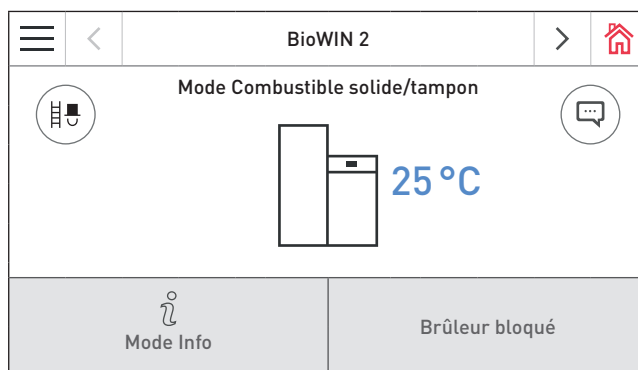 BioWIN 2
Mode Combustible solide/tampon
25 °C
Mode Info
Brûleur bloqué